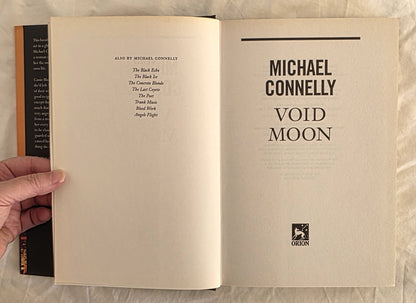 ALSO BY MICHAEL CONNELLY
The Black Echo
The Black Ice
The Concrete Blonde
The Last Coyote
The Poet
Trunk Music
Blood Work
Angels Flight
MICHAEL
CONNELLY
VOID
MOON
ORION